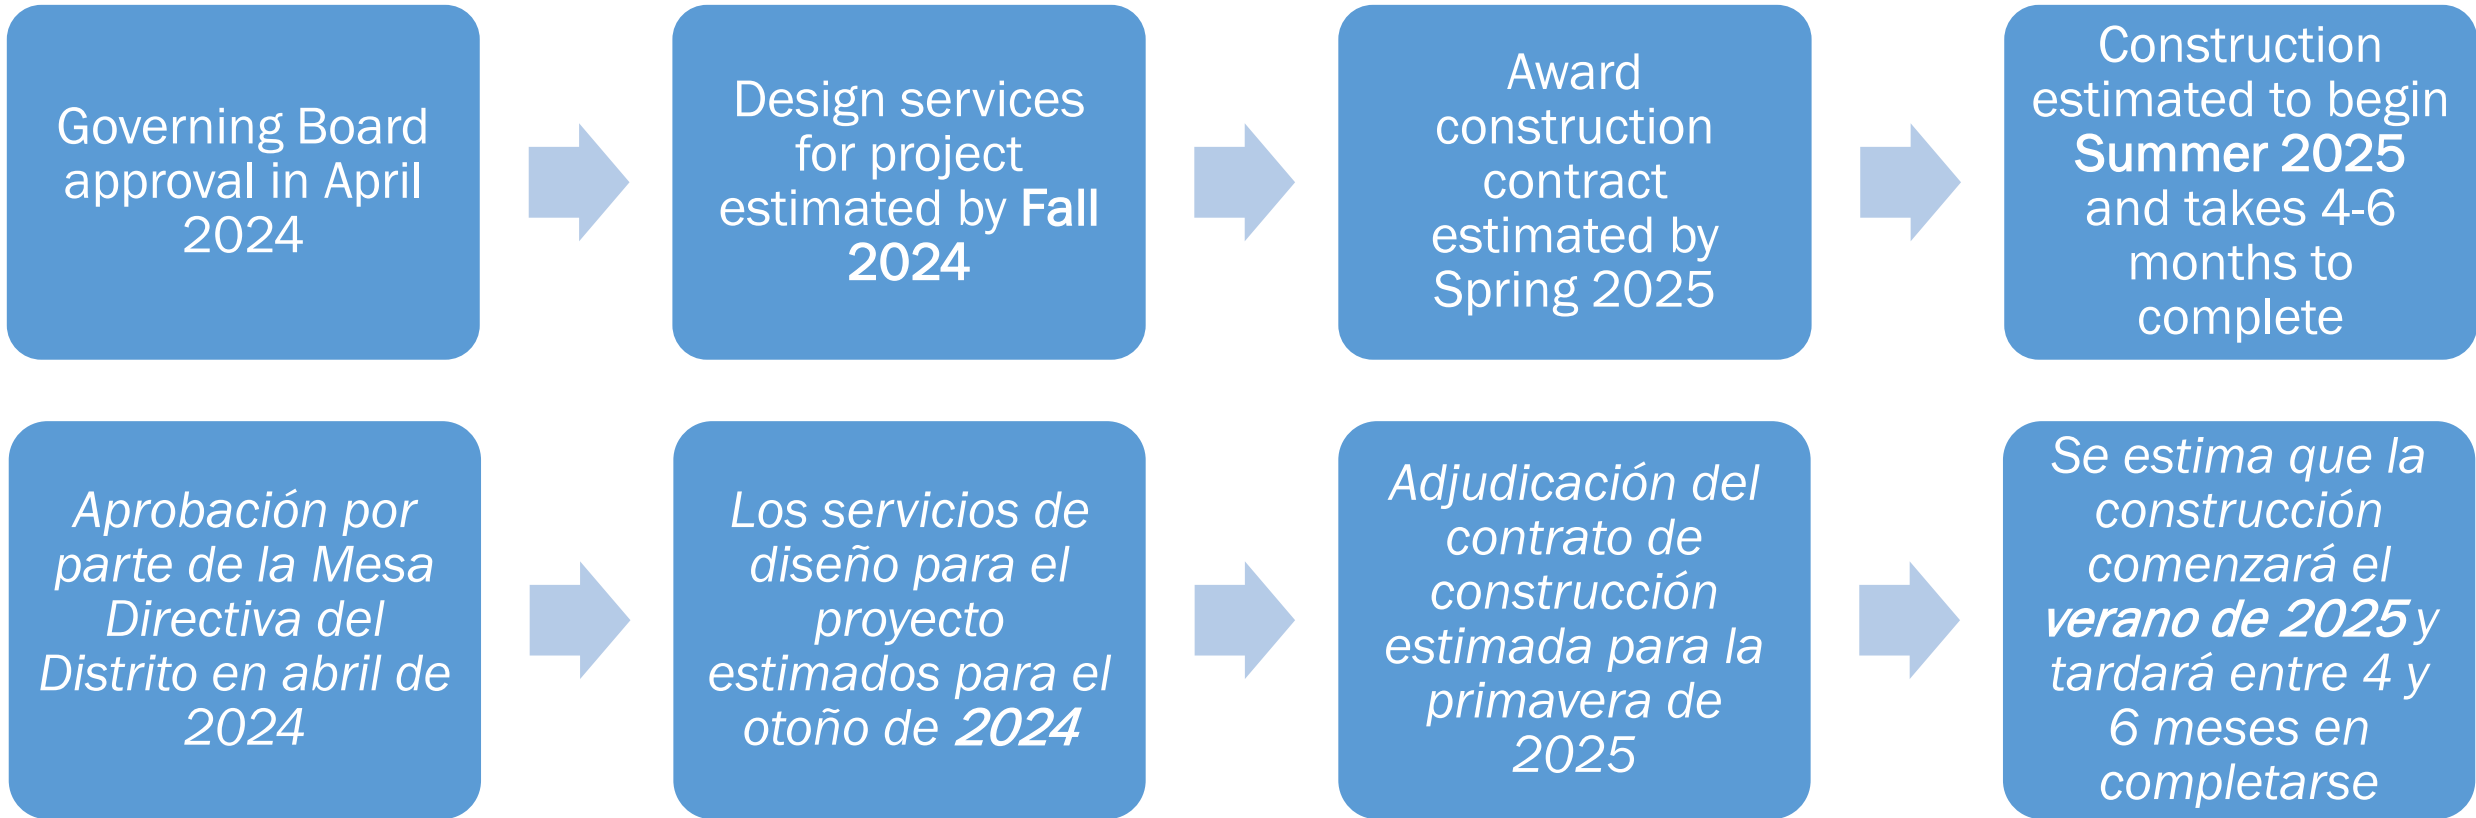 Governing Board
approval in April
2024
Design services
for project
estimated by Fall
2024
Award
construction
contract
estimated by
Spring 2025
Construction
estimated to begin
Summer 2025
and takes 4-6
months to
complete
Aprobación por
parte de la Mesa
Directiva del
Distrito en abril de
2024
Los servicios de
diseño para el
proyecto
estimados para el
otoño de 2024
Adjudicación del
contrato de
construcción
estimada para la
primavera de
2025
Se estima que la
construcción
comenzará el
verano de 2025 y
tardará entre 4 y
6 meses en
completarse